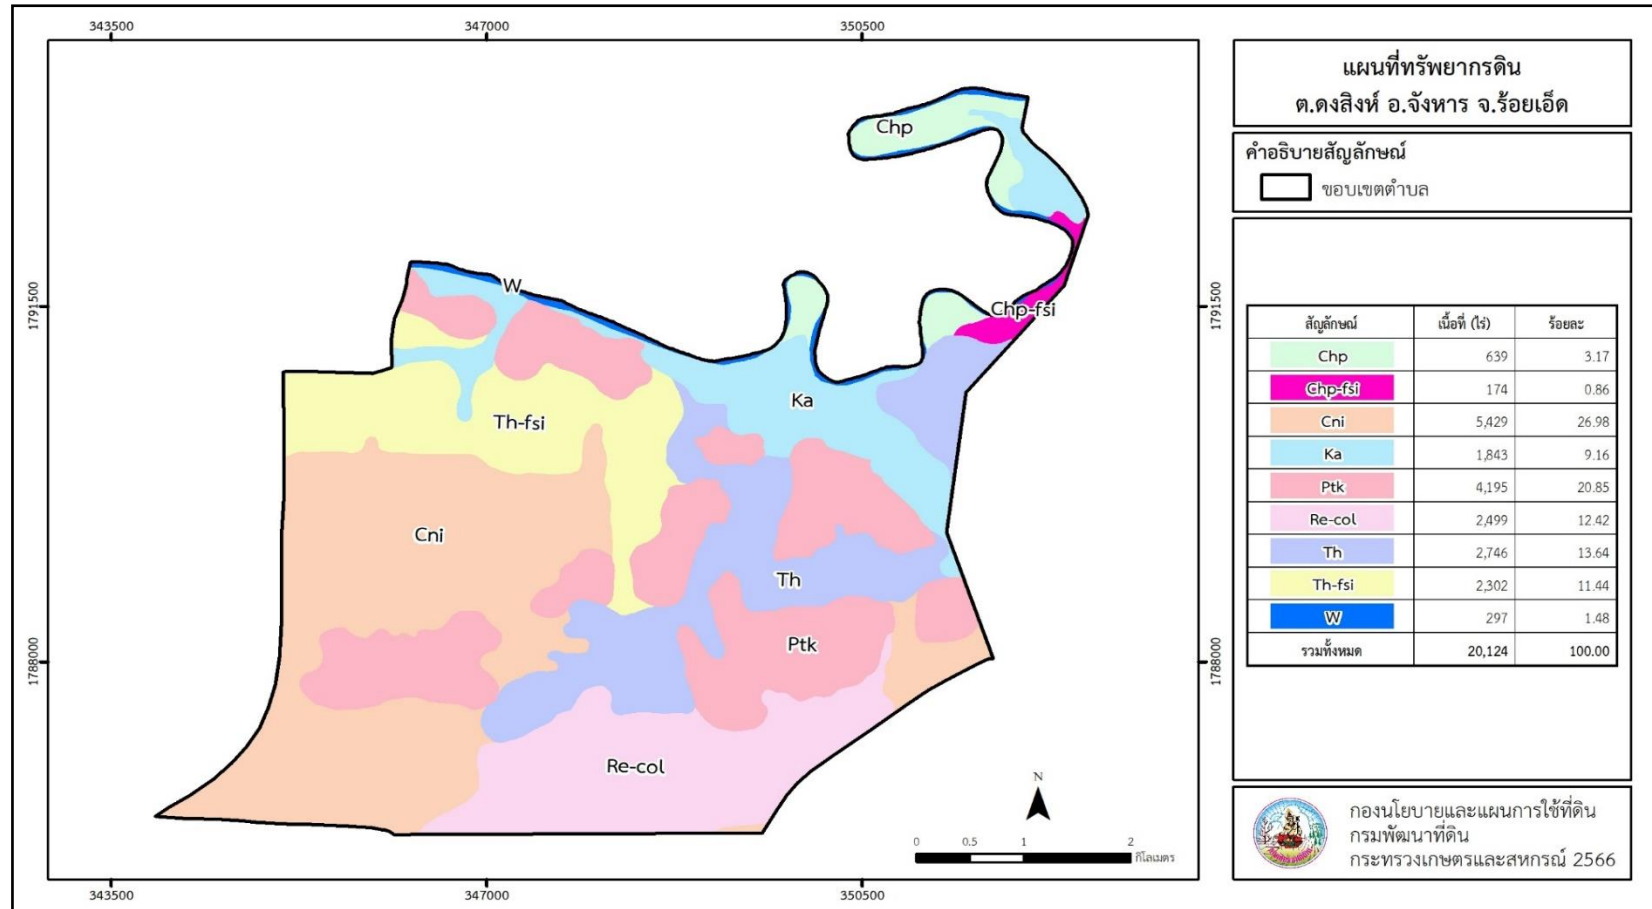 343500
347000
350500
แผนที่ทรัพยากรดิน
ต.ดงสิงห์ อ.จังหาร จ.ร้อยเอ็ด
คำอธิบายสัญลักษณ์
ขอบเขตตำบล
Chp
W
Chp-fsi
1791500
1791500
Ka
Th-fsi
Cni
Th
Ptk
Re-col
1788000
1788000
สัญลักษณ์ เนื้อที่ (ไร่) ร้อยละ
Chp 639 3.17
Chp-fsi 174 0.86
Cni 5,429 26.98
Ka 1,843 9.16
Ptk 4,195 20.85
Re-col 2,499 12.42
Th 2,746 13.64
Th-fsi 2,302 11.44
W 297 1.48
รวมทั้งหมด 20,124 100.00
N
0 0.5 1 2
กิโลเมตร
กองนโยบายและแผนการใช้ที่ดิน
กรมพัฒนาที่ดิน
กระทรวงเกษตรและสหกรณ์ 2566
343500
347000
350500